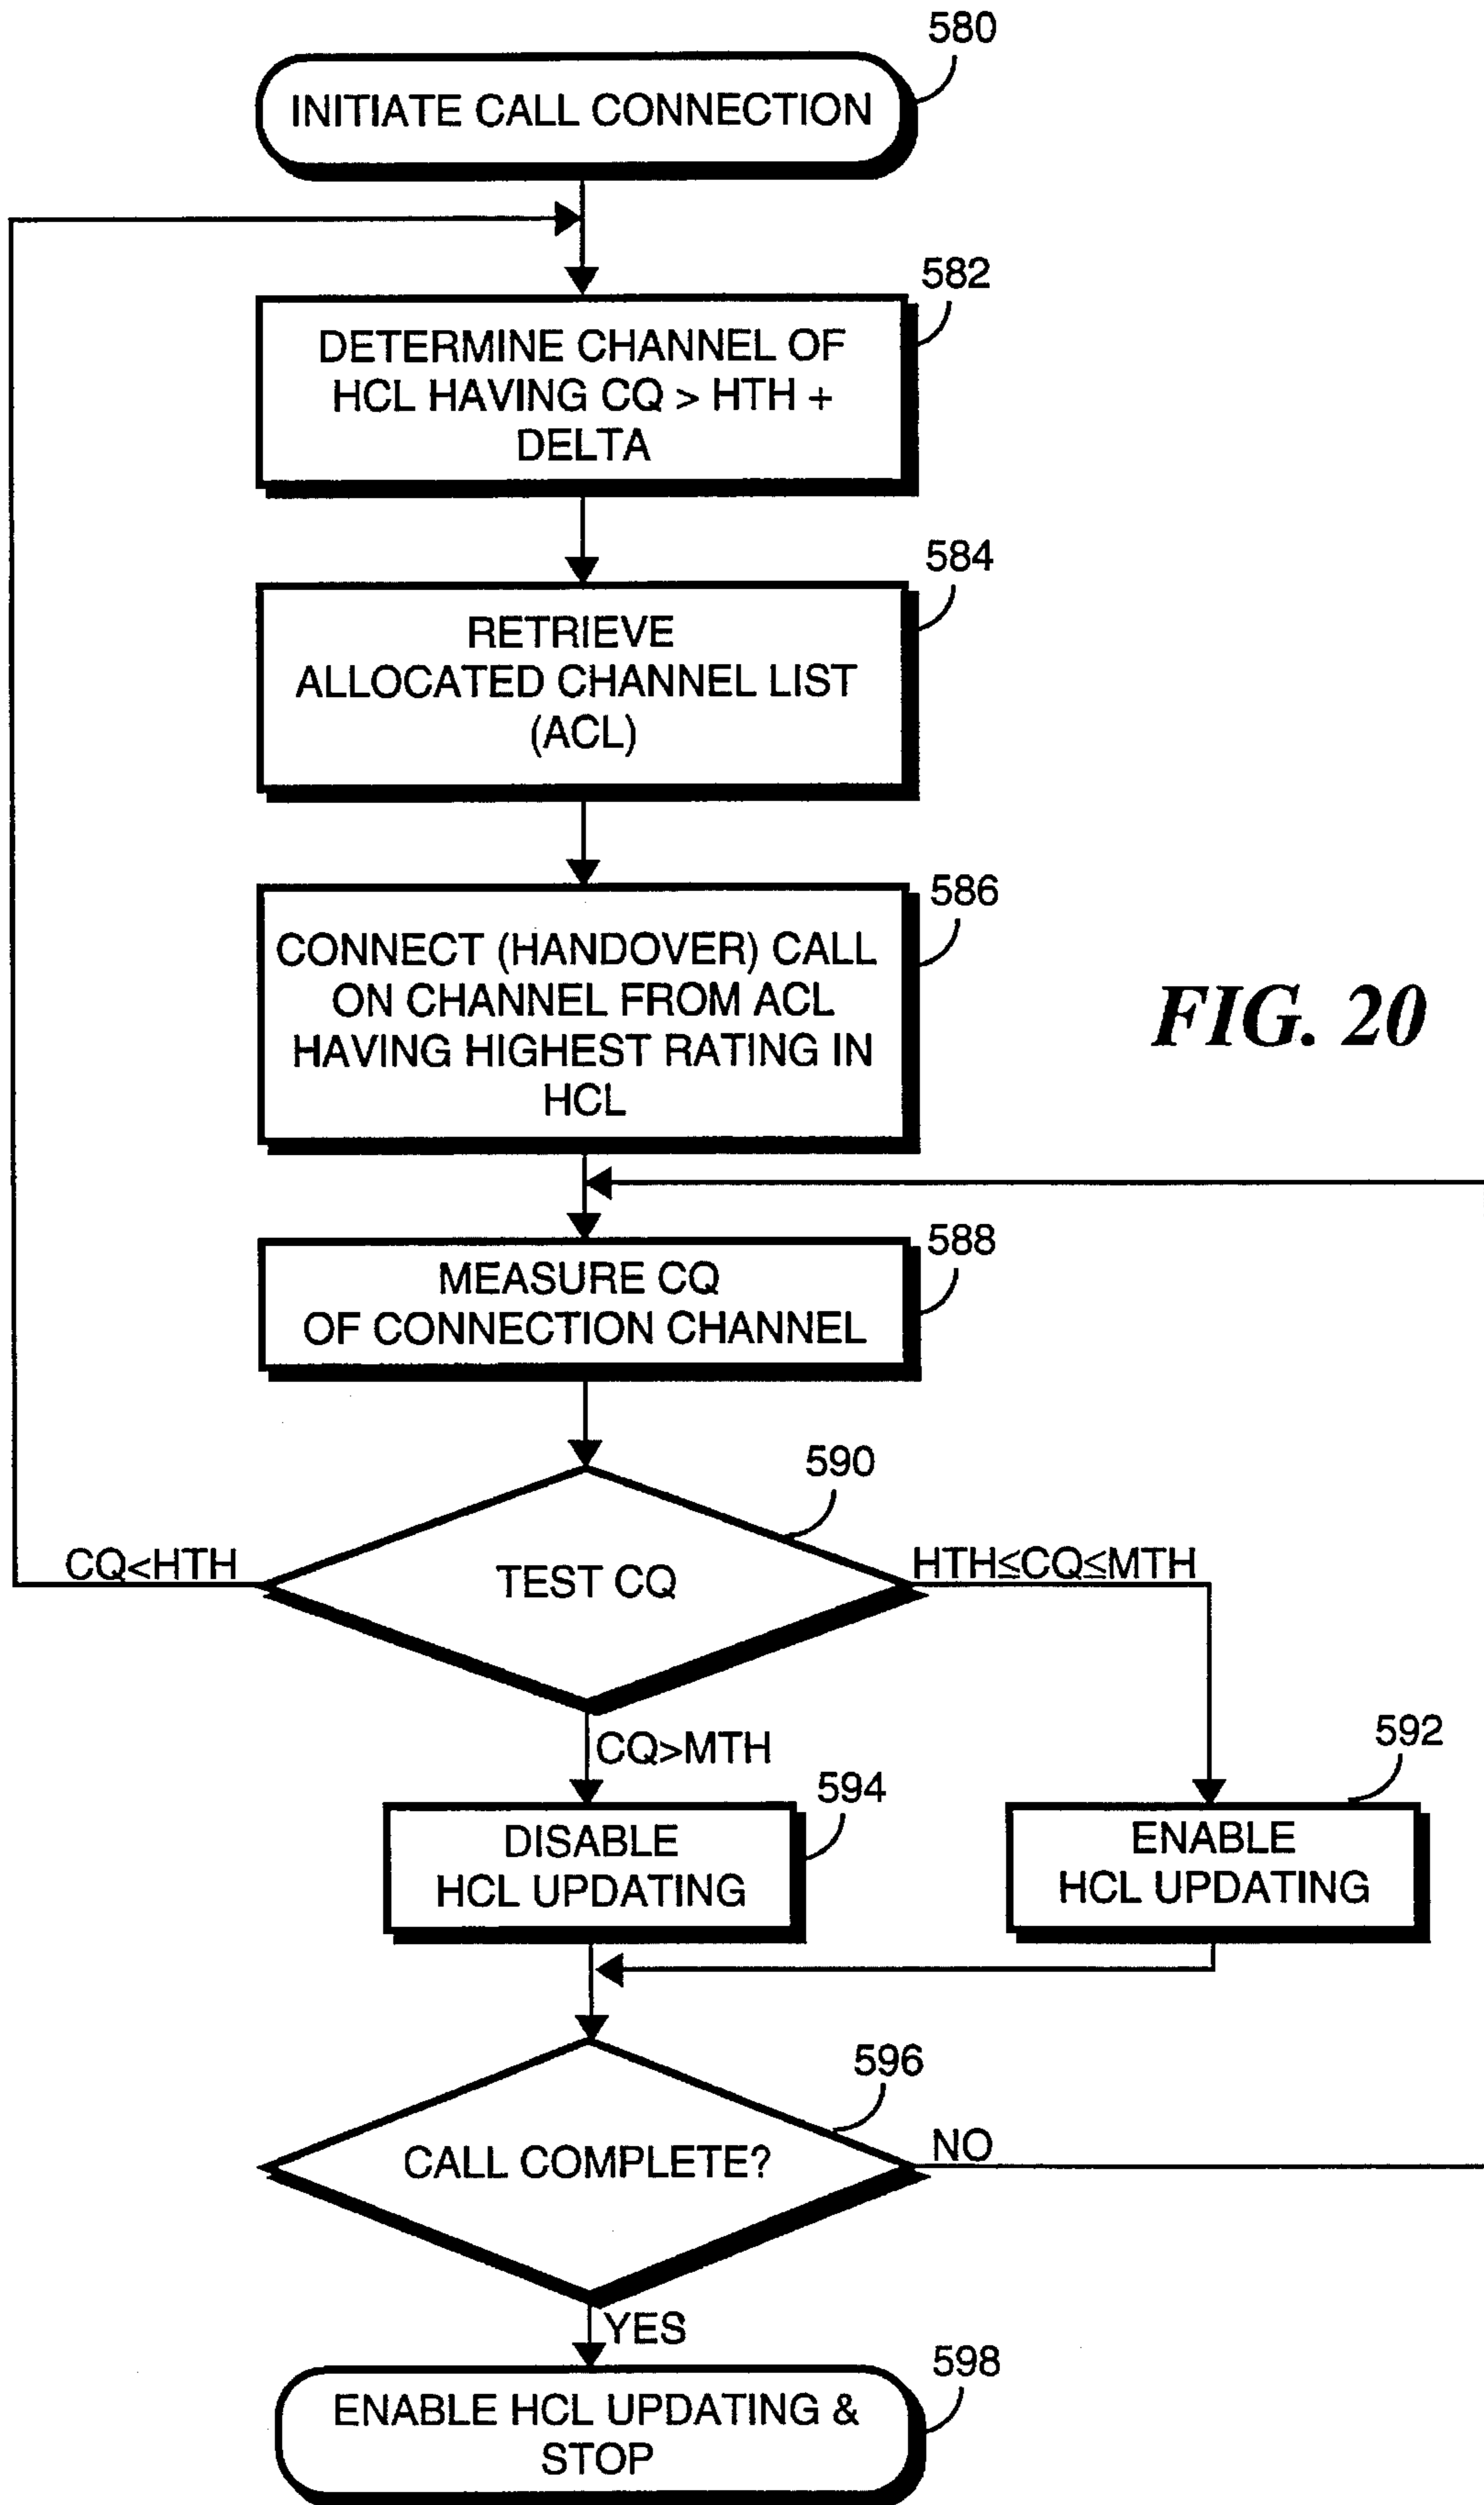 580
INITIATE CALL CONNECTION
582
DETERMINE CHANNEL OF
HCL HAVING CQ > HTH +
DELTA
584
RETRIEVE
ALLOCATED CHANNEL LIST
(ACL)
586
CONNECT (HANDOVER) CALL
ON CHANNEL FROM ACL
HAVING HIGHEST RATING IN
HCL
FIG. 20
588
MEASURE CQ
OF CONNECTION CHANNEL
590
CQ<HTH
TEST CQ
HTH≤CQ≤MTH
CQ>MTH
592
594
DISABLE
HCL UPDATING
ENABLE
HCL UPDATING
596
CALL COMPLETE?
NO
YES
598
ENABLE HCL UPDATING &
STOP